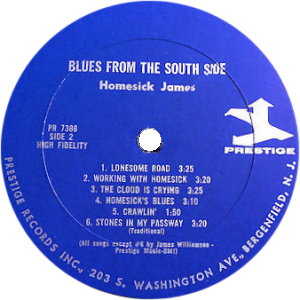 BLUES FROM THE SOUTH SIDE
Homesick James
PR 7388
SIDE 2
HIGH FIDELITY
PRESTIGE
1. LONESOME ROAD 3:25
2. WORKING WITH HOMESICK 3:20
3. THE CLOUD IS CRYING 3:25
4. HOMESICK'S BLUES 3:20
5. CRAWLIN' 1:50
6. STONES IN MY PASSWAY 3:20
(Traditional)
(All songs except #6 by James Williamson -
Prestige Music-BMI)
PRESTIGE RECORDS INC., 203 S. WASHINGTON AVE., BERGENFIELD, N. J.